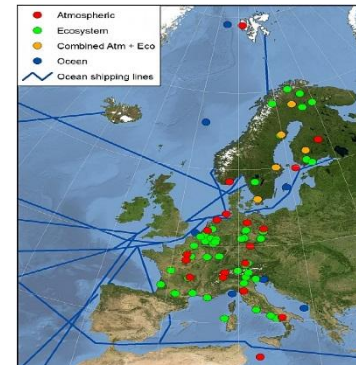 Atmospheric
Ecosystem
Combined Atm + Eco
Ocean
Ocean shipping lines